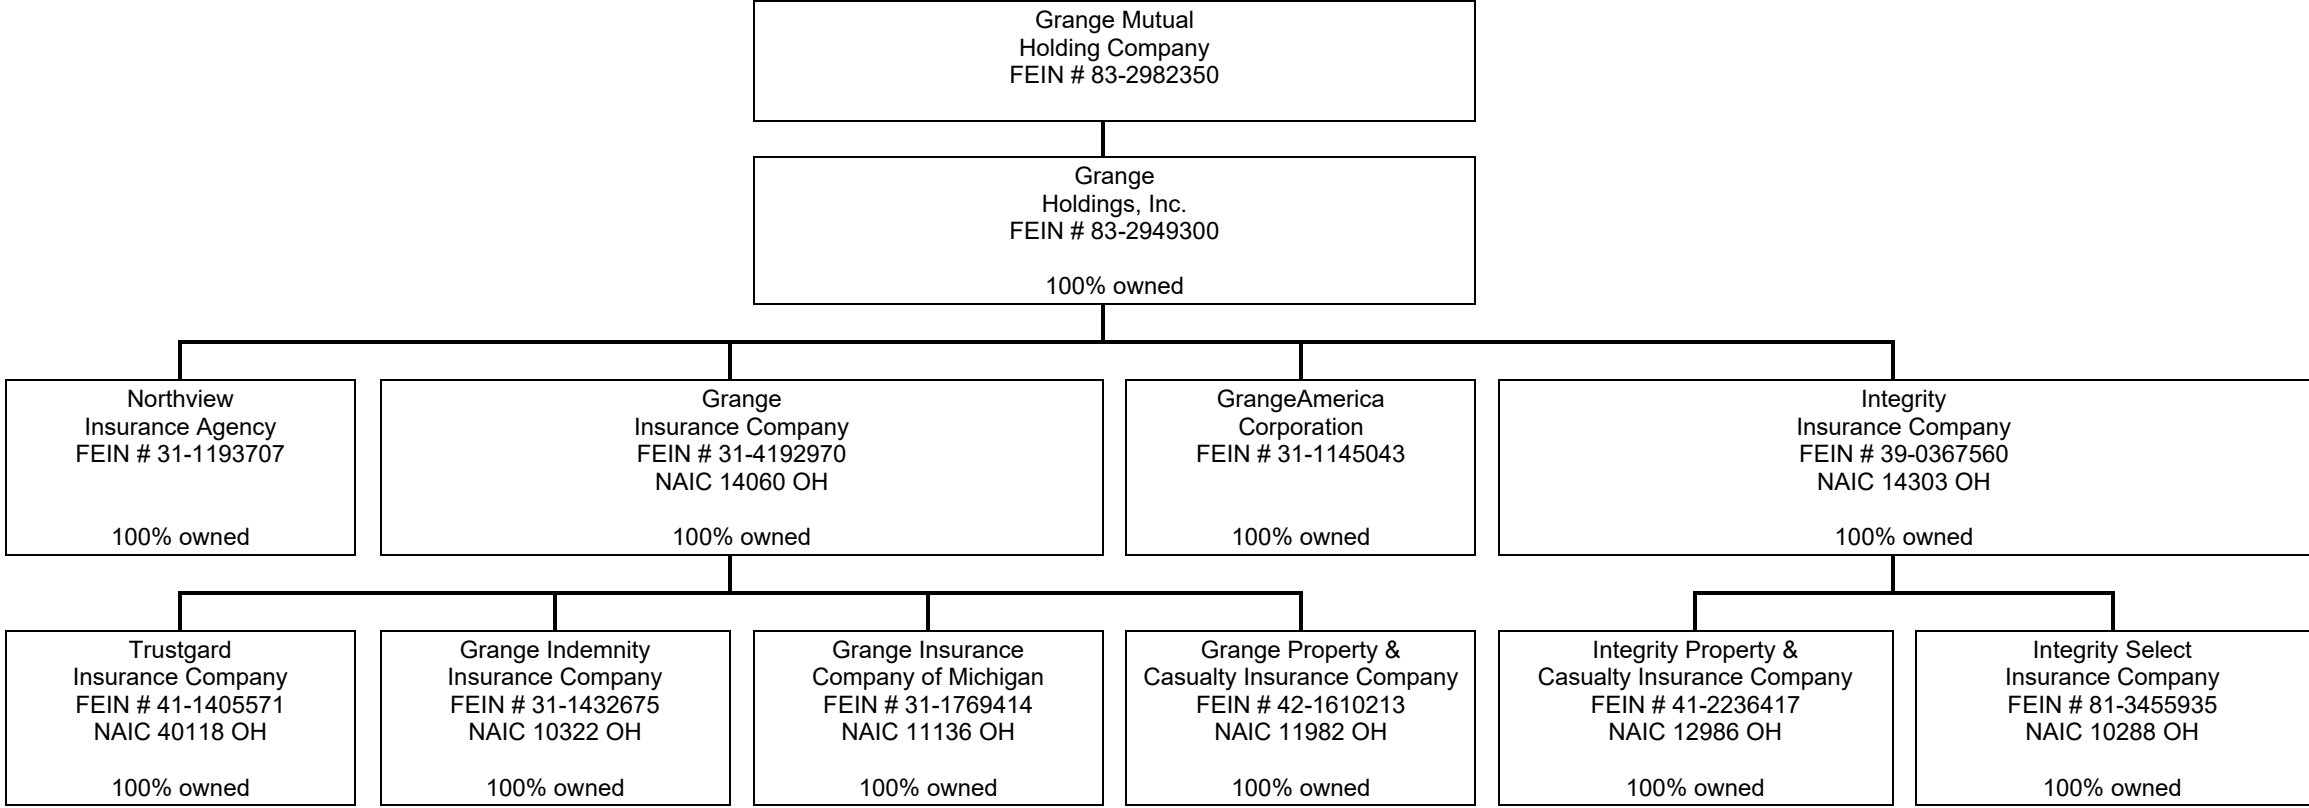 Grange Mutual
Holding Company
FEIN # 83-2982350
Grange
Holdings, Inc.
FEIN # 83-2949300
100% owned
Northview
Insurance Agency
FEIN # 31-1193707
100% owned
Grange
Insurance Company
FEIN # 31-4192970
NAIC 14060 OH
100% owned
GrangeAmerica
Corporation
FEIN # 31-1145043
100% owned
Integrity
Insurance Company
FEIN # 39-0367560
NAIC 14303 OH
100% owned
Trustgard
Insurance Company
FEIN # 41-1405571
NAIC 40118 OH
100% owned
Grange Indemnity
Insurance Company
FEIN # 31-1432675
NAIC 10322 OH
100% owned
Grange Insurance
Company of Michigan
FEIN # 31-1769414
NAIC 11136 OH
100% owned
Grange Property &
Casualty Insurance Company
FEIN # 42-1610213
NAIC 11982 OH
100% owned
Integrity Property &
Casualty Insurance Company
FEIN # 41-2236417
NAIC 12986 OH
100% owned
Integrity Select
Insurance Company
FEIN # 81-3455935
NAIC 10288 OH
100% owned